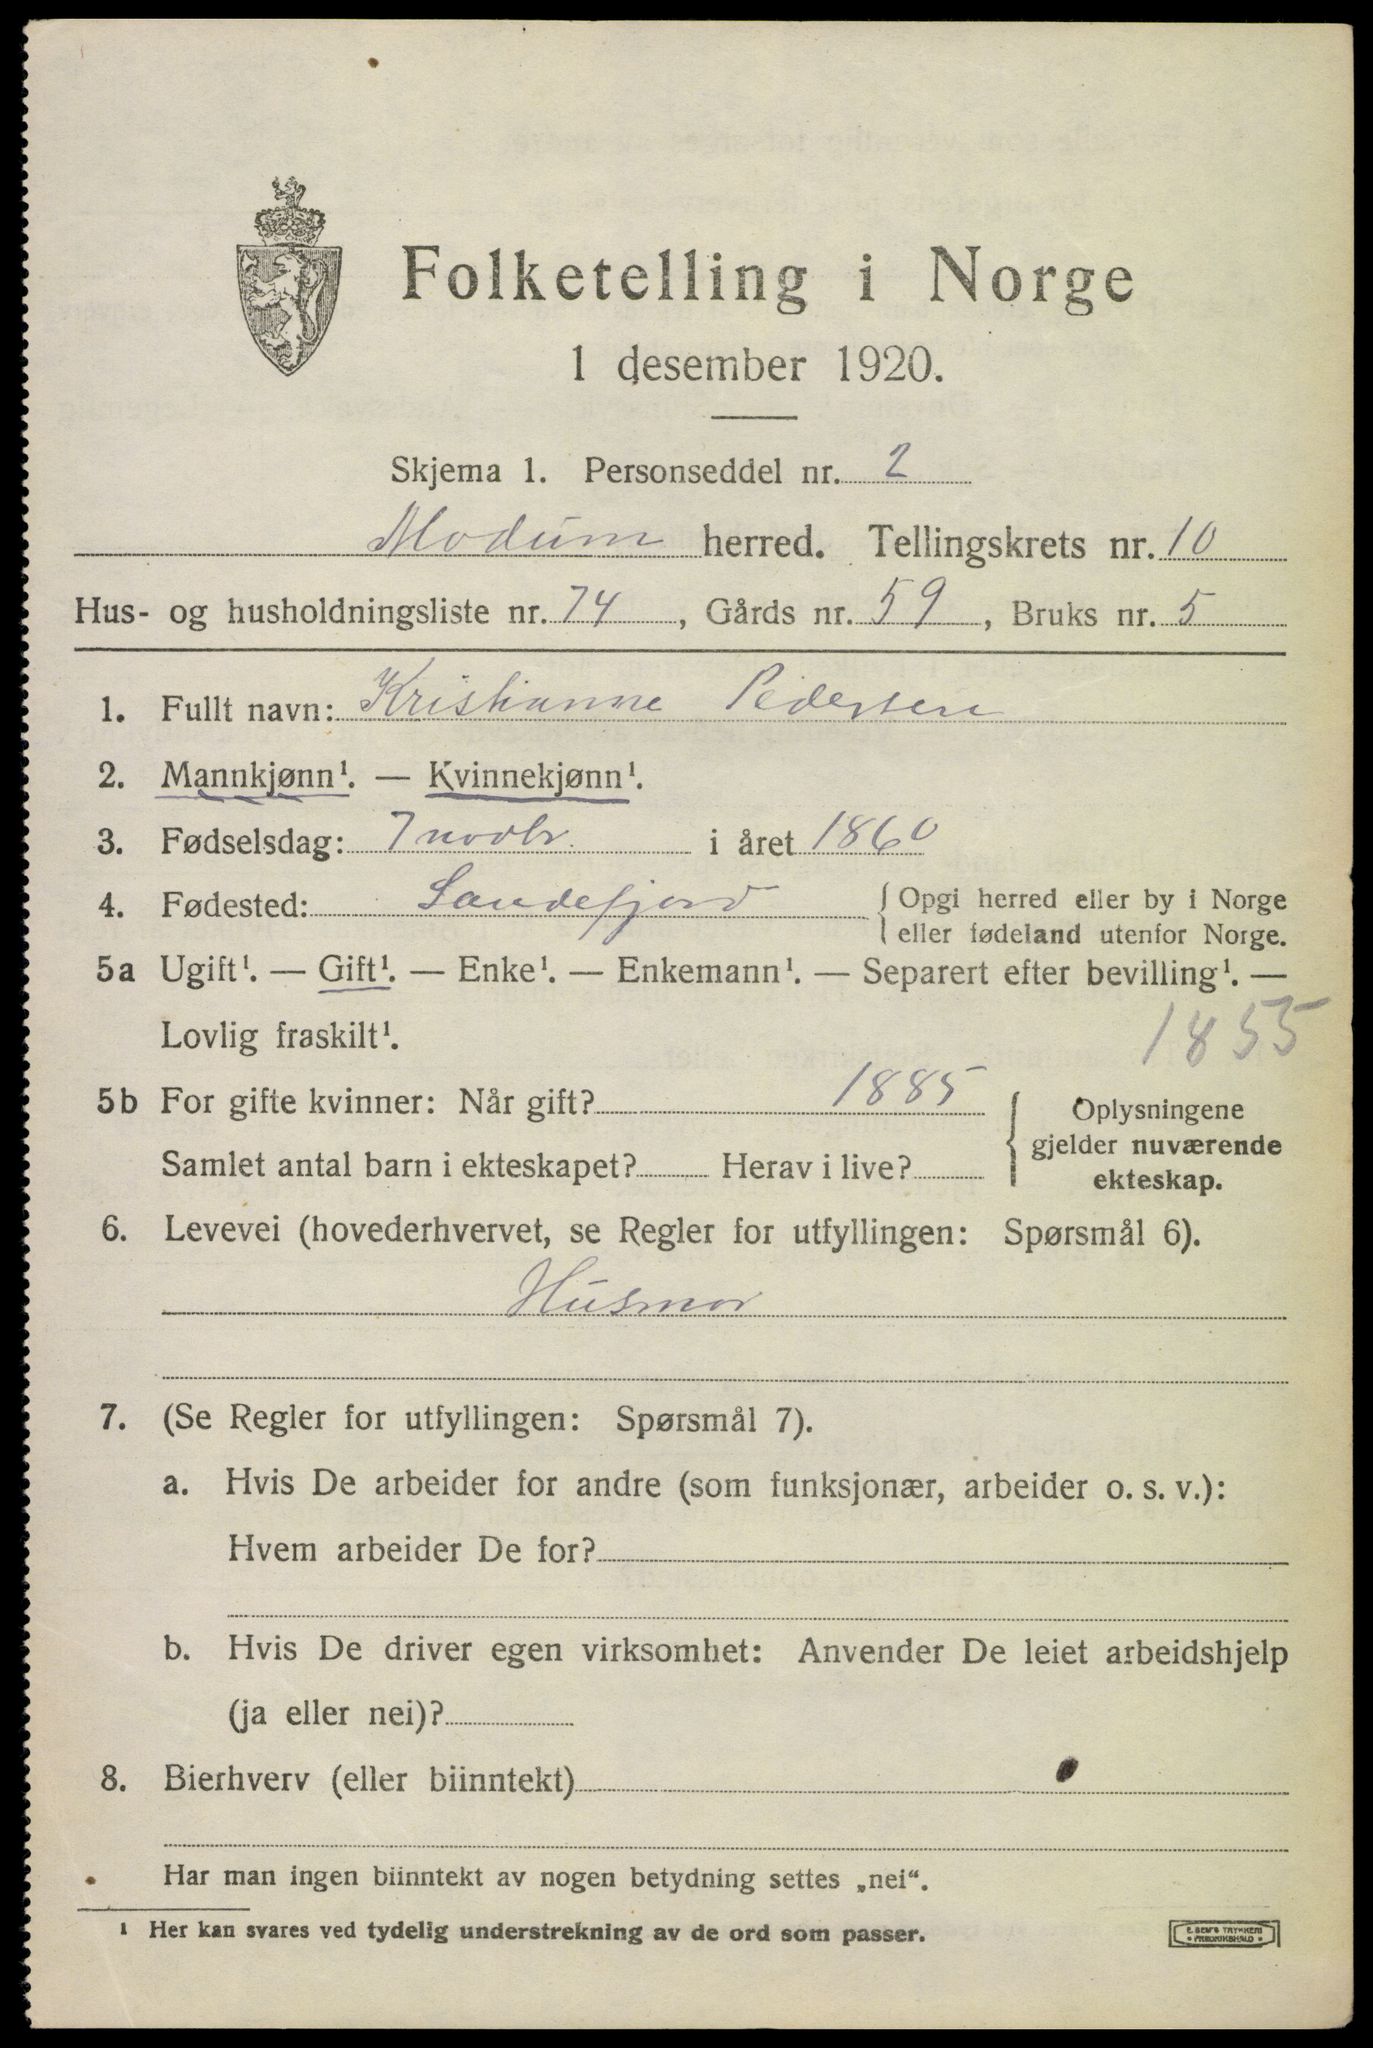 Folketelling i Norge
1 desember 1920.
Skjema 1. Personseddel nr. 2
Modum herred. Tellingskrets nr. 10
Hus- og husholdningsliste nr. 74, Gårds nr. 59, Bruks nr. 5
1. Fullt navn: Kristianne Pedersen
2. Mannkjønn¹. — Kvinnekjønn¹.
3. Fødselsdag: 7 novbr. i året 1860
4. Fødested: Sandefjord { Opgi herred eller by i Norge
eller fødeland utenfor Norge.
5a Ugift¹. — Gift¹. — Enke¹. — Enkemann¹. — Separert efter bevilling¹. —
Lovlig fraskilt¹.
1855
5b For gifte kvinner: Når gift? 1885 { Oplysningene
gjelder nuværende
Samlet antal barn i ekteskapet? Herav i live?
ekteskap.
6. Levevei (hovederhvervet, se Regler for utfyllingen: Spørsmål 6).
Husmor
7. (Se Regler for utfyllingen: Spørsmål 7).
a. Hvis De arbeider for andre (som funksjonær, arbeider o. s. v.):
Hvem arbeider De for?
b. Hvis De driver egen virksomhet: Anvender De leiet arbeidshjelp
(ja eller nei)?
8. Bierhverv (eller biinntekt)
Har man ingen biinntekt av nogen betydning settes „nei“.
¹ Her kan svares ved tydelig understrekning av de ord som passer.
E. SEM'S TRYKKERI
FREDRIKSHALD